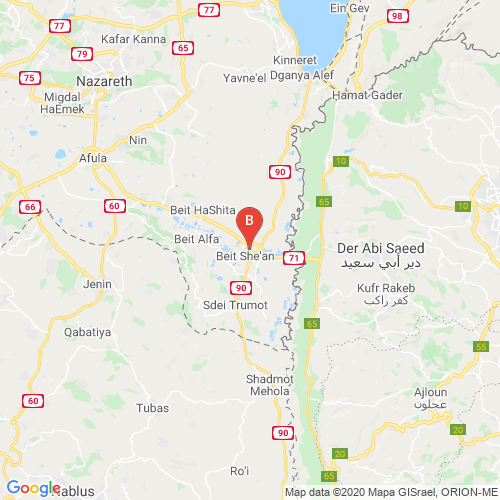 77
98
Ein Gev
77
Kafar Kanna
65
79
Kinneret
75
Nazareth
Yavne'el
Dganya Alef
Migdal
HaEmek
Hamat Gader
Nin
Afula
10
90
66
60
65
10
Beit HaShita
B
Beit Alfa
Der Abi Saeed
دير أبي سعيد
Beit She'an
71
Jenin
90
Kufr Rakeb
كفر راكب
Sdei Trumot
65
Qabatiya
55
Shadmot
Mehola
Ajloun
عجلون
60
Tubas
90
20
20
Ro'i
65
Google
Nablus
Map data ©2020 Mapa GISrael, ORION-ME